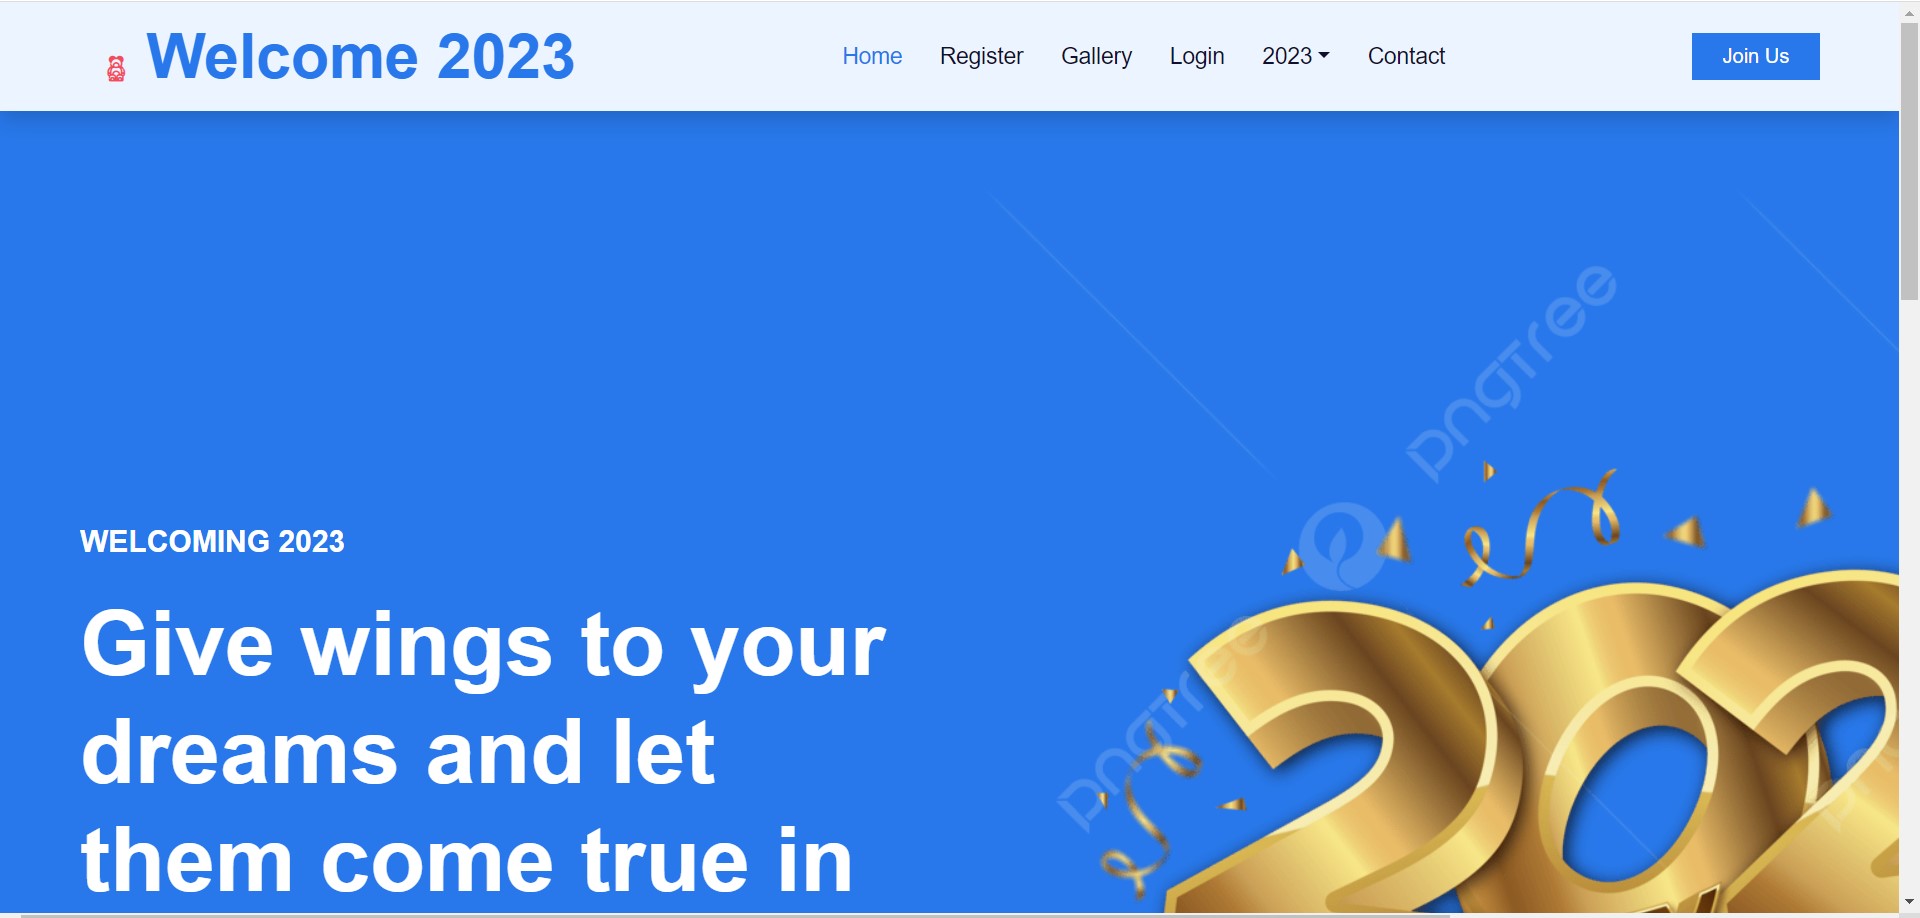 Welcome 2023
Home Register Gallery Login 2023 Contact
Join Us
pngtree
WELCOMING 2023
Give wings to your
dreams and let
them come true in
pngtree
202